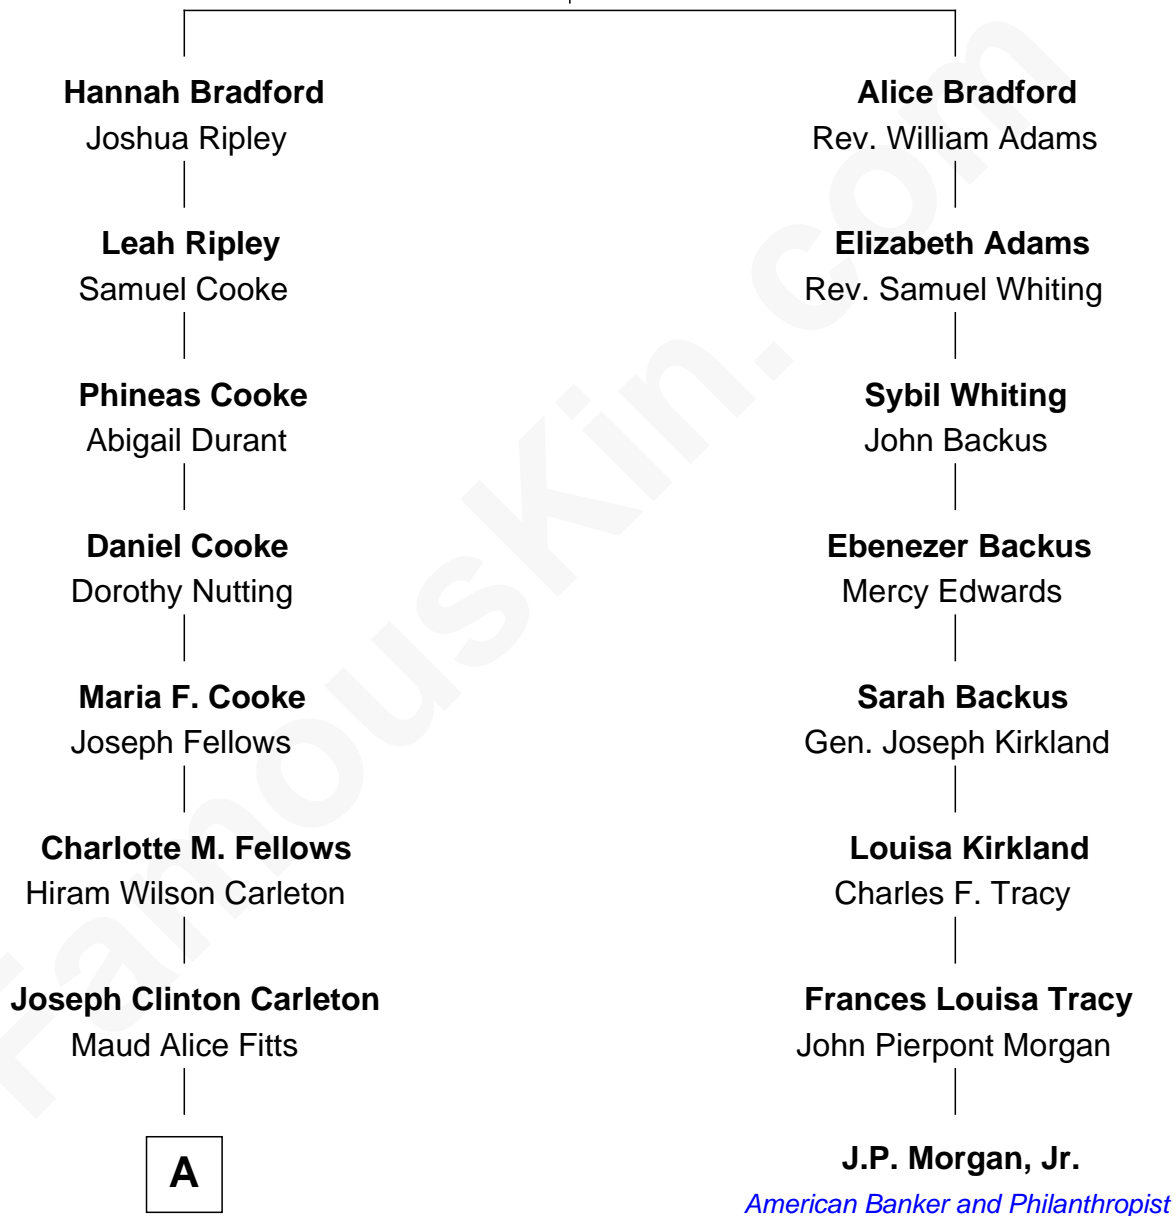 Hannah Bradford
Joshua Ripley
Leah Ripley
Samuel Cooke
Phineas Cooke
Abigail Durant
Daniel Cooke
Dorothy Nutting
Maria F. Cooke
Joseph Fellows
Charlotte M. Fellows
Hiram Wilson Carleton
Joseph Clinton Carleton
Maud Alice Fitts
A
Alice Bradford
Rev. William Adams
Elizabeth Adams
Rev. Samuel Whiting
Sybil Whiting
John Backus
Ebenezer Backus
Mercy Edwards
Sarah Backus
Gen. Joseph Kirkland
Louisa Kirkland
Charles F. Tracy
Frances Louisa Tracy
John Pierpont Morgan
J.P. Morgan, Jr.
American Banker and Philanthropist
FamousKin.com